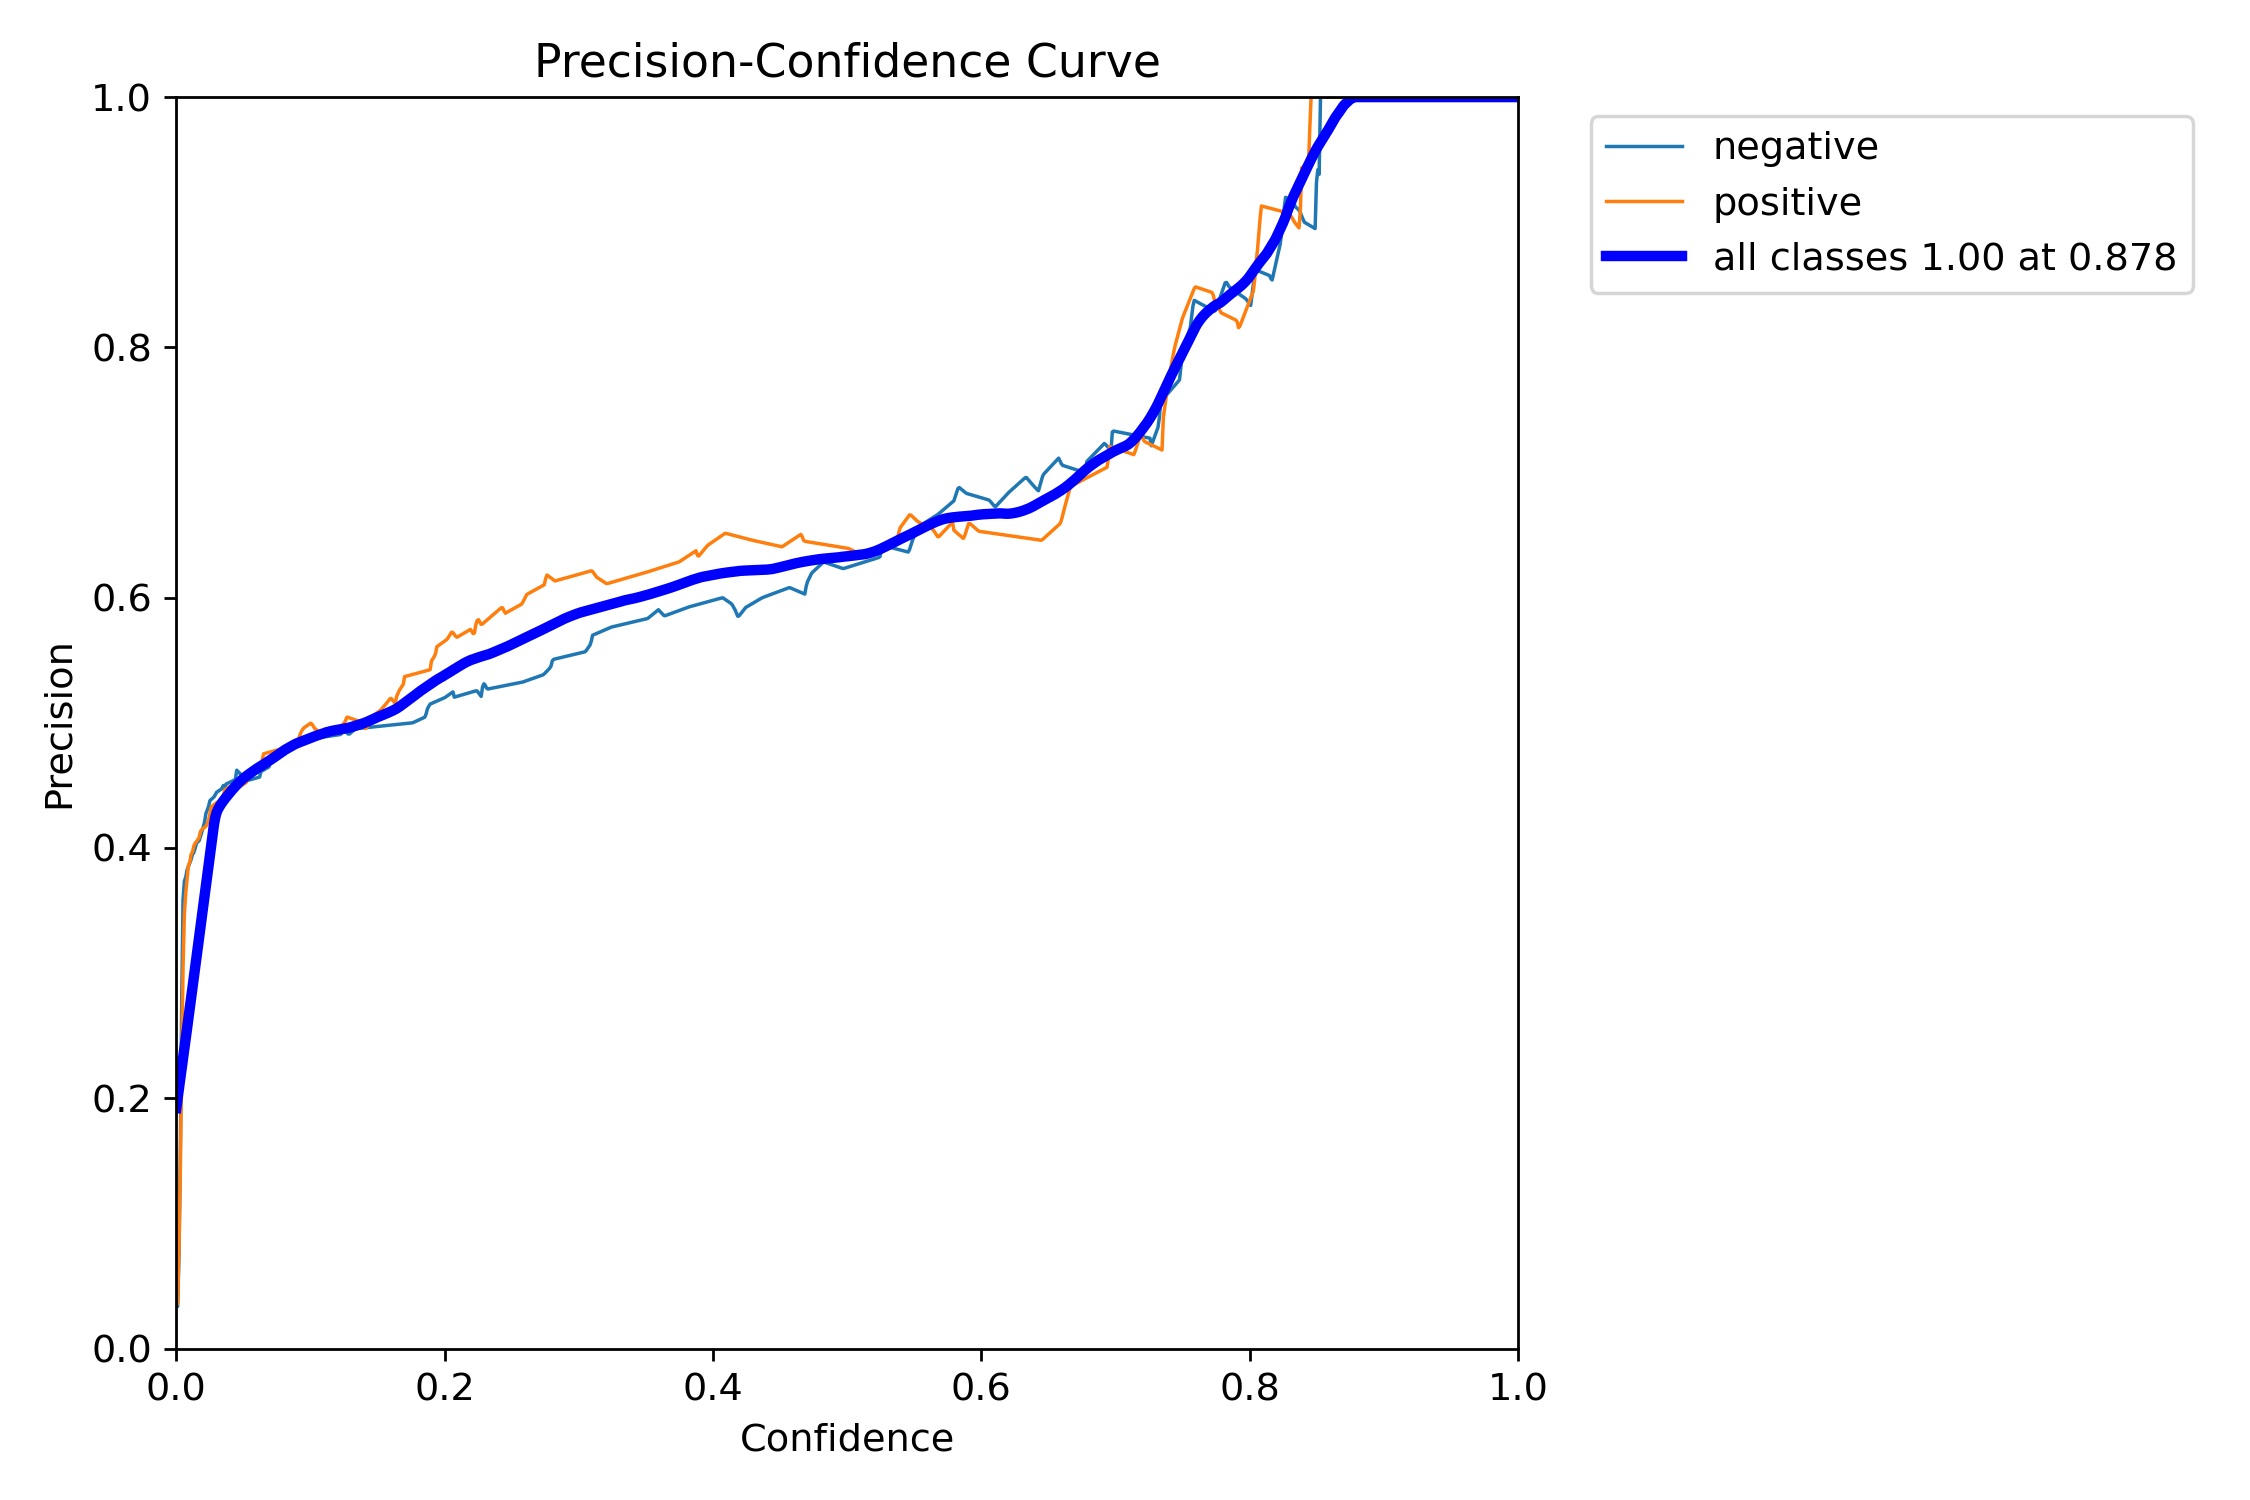 Precision-Confidence Curve
1.0
0.8
0.6
0.4
0.2
0.0
Precision
0.0 0.2 0.4 0.6 0.8 1.0
Confidence
negative
positive
all classes 1.00 at 0.878